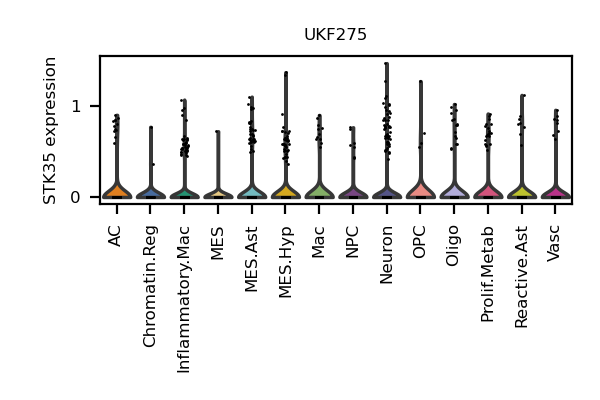 UKF275
STK35 expression
1
0
AC
Chromatin.Reg
Inflammatory.Mac
MES
MES.Ast
MES.Hyp
Mac
NPC
Neuron
OPC
Oligo
Prolif.Metab
Reactive.Ast
Vasc